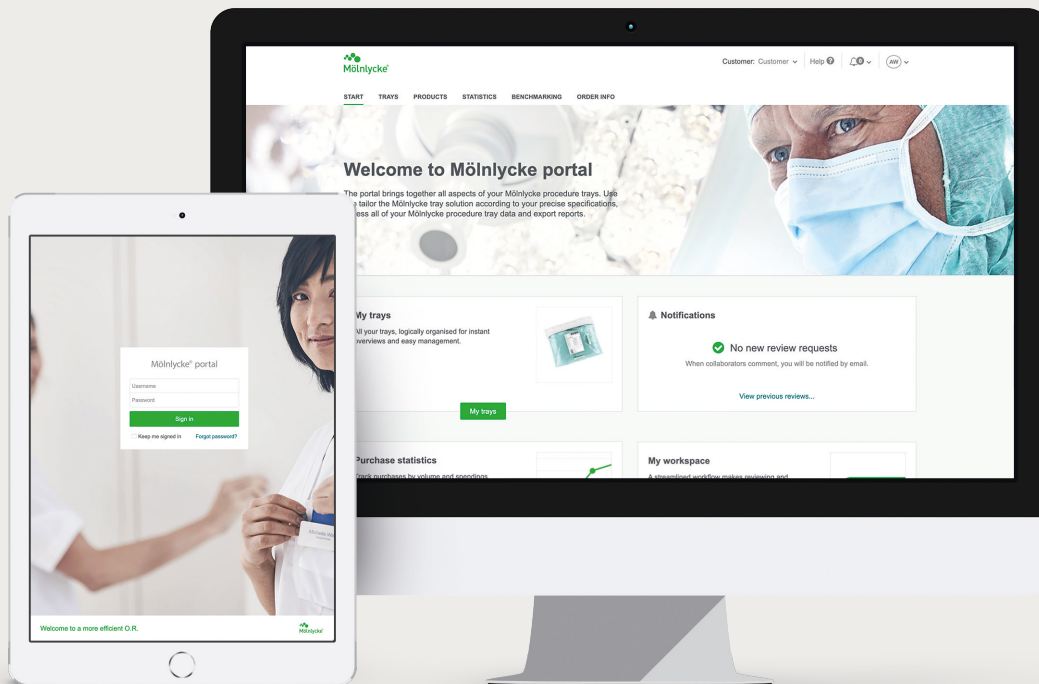 Mölnlycke®
Customer: Customer
Help
0
AW
START TRAYS PRODUCTS STATISTICS BENCHMARKING ORDER INFO
Welcome to Mölnlycke portal
The portal brings together all aspects of your Mölnlycke procedure trays. Use
tailor the Mölnlycke tray solution according to your precise specifications,
all of your Mölnlycke procedure tray data and export reports.
My trays
All your trays, logically organised for instant
overviews and easy management.
My trays
Notifications
No new review requests
When collaborators comment, you will be notified by email.
View previous reviews...
Purchase statistics
Track purchases by volume and spendings
My workspace
A streamlined workflow makes reviewing and
Mölnlycke® portal
Username
Password
Sign in
Keep me signed in Forgot password?
Welcome to a more efficient O.R.
Mölnlycke®